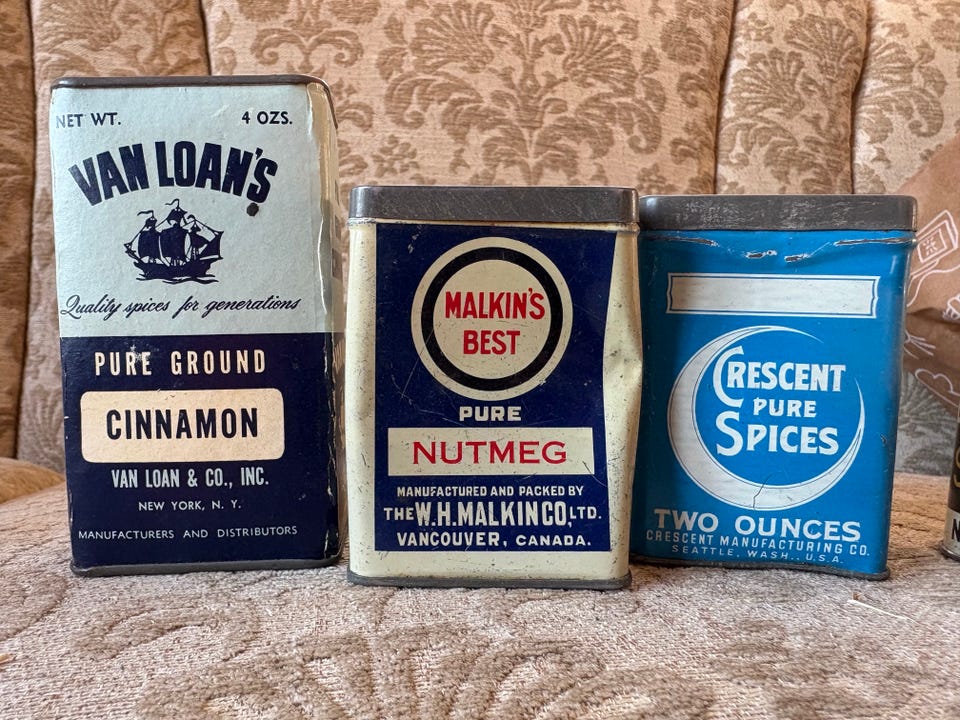 NET WT. 4 OZS.
VAN LOAN'S
Quality spices for generations
PURE GROUND
CINNAMON
VAN LOAN & CO., INC.
NEW YORK, N. Y.
MANUFACTURERS AND DISTRIBUTORS
MALKIN'S
BEST
PURE
NUTMEG
MANUFACTURED AND PACKED BY
THE W.H. MALKIN CO, LTD.
VANCOUVER, CANADA.
CRESCENT
PURE
SPICES
TWO OUNCES
CRESCENT MANUFACTURING CO.
SEATTLE, WASH., U.S.A.